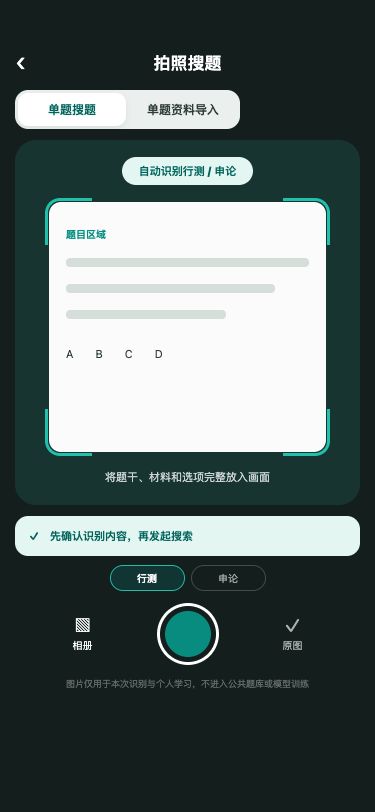 拍照搜题
单题搜题 单题资料导入
自动识别行测 / 申论
题目区域
A B C D
将题干、材料和选项完整放入画面
先确认识别内容，再发起搜索
行测 申论
相册 原图
图片仅用于本次识别与个人学习，不进入公共题库或模型训练